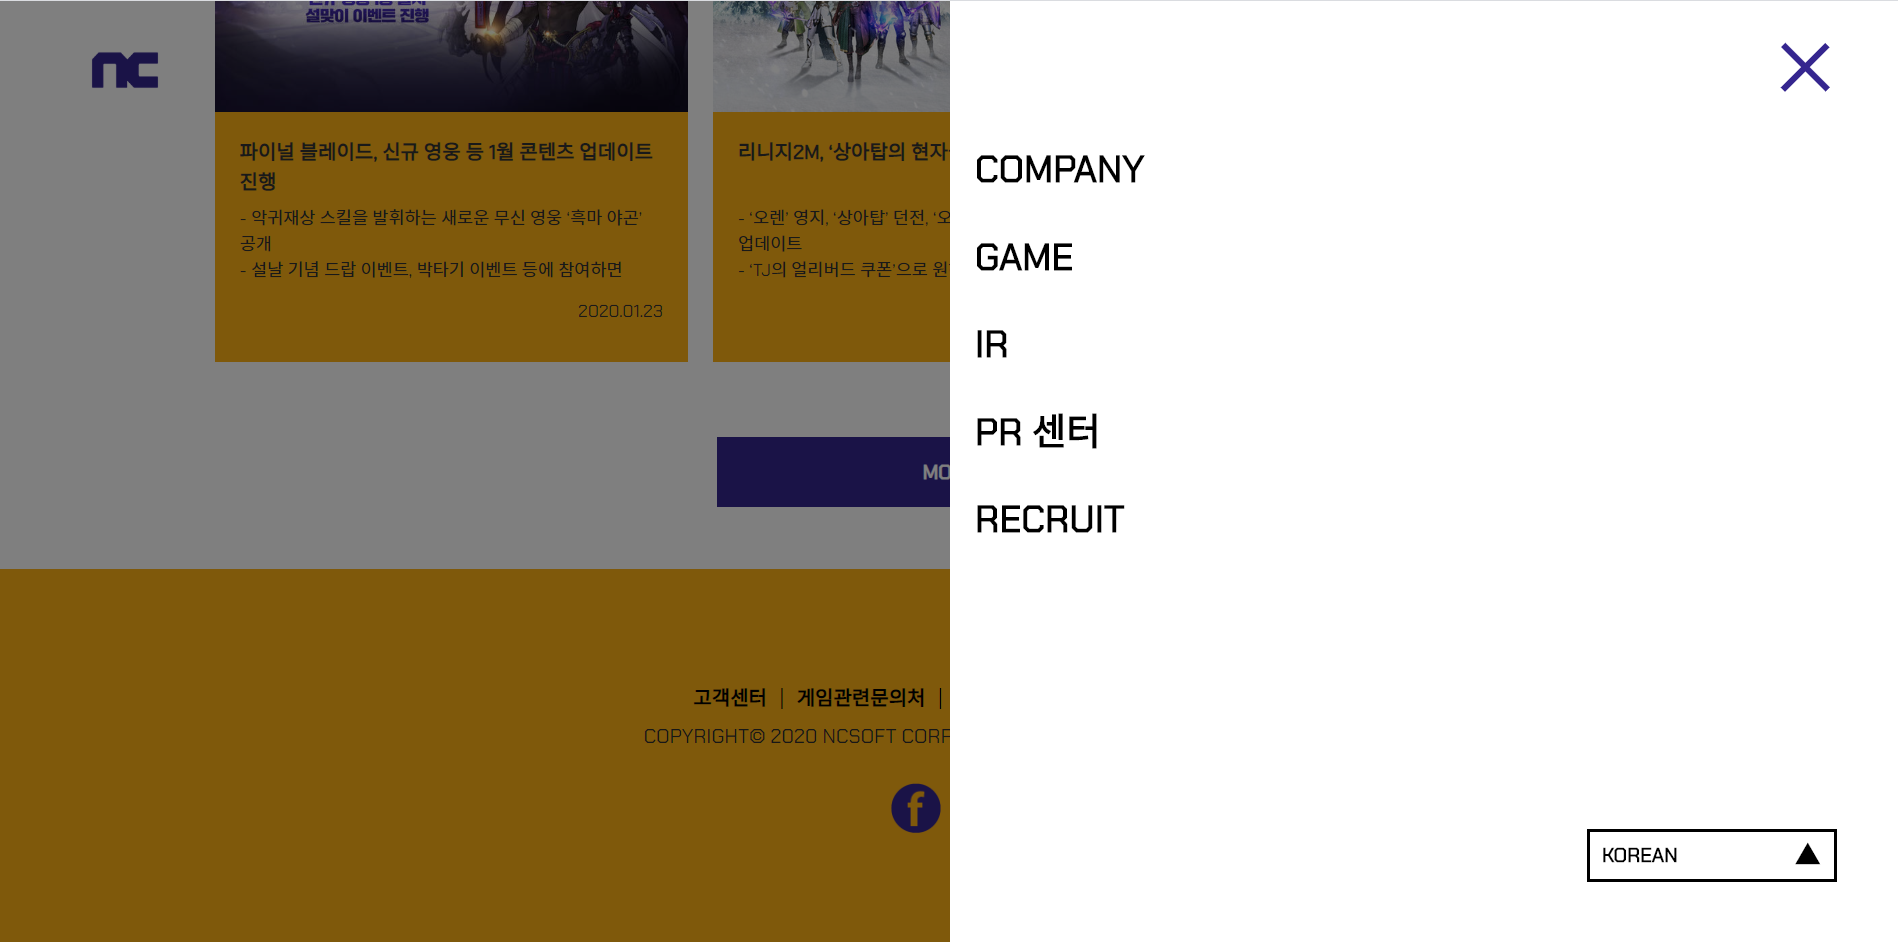 설맞이 이벤트 진행
nc
파이널 블레이드, 신규 영웅 등 1월 콘텐츠 업데이트
진행
- 악귀재상 스킬을 발휘하는 새로운 무신 영웅 ‘흑마 야곤’
공개
- 설날 기념 드랍 이벤트, 박타기 이벤트 등에 참여하면
2020.01.23
리니지2M, ‘상아탑의 현자
- ‘오렌’ 영지, ‘상아탑’ 던전, ‘오
업데이트
- ‘TJ의 얼리버드 쿠폰’으로 원
MO
고객센터 | 게임관련문의처 |
COPYRIGHT© 2020 NCSOFT CORP
f
COMPANY
GAME
IR
PR 센터
RECRUIT
KOREAN